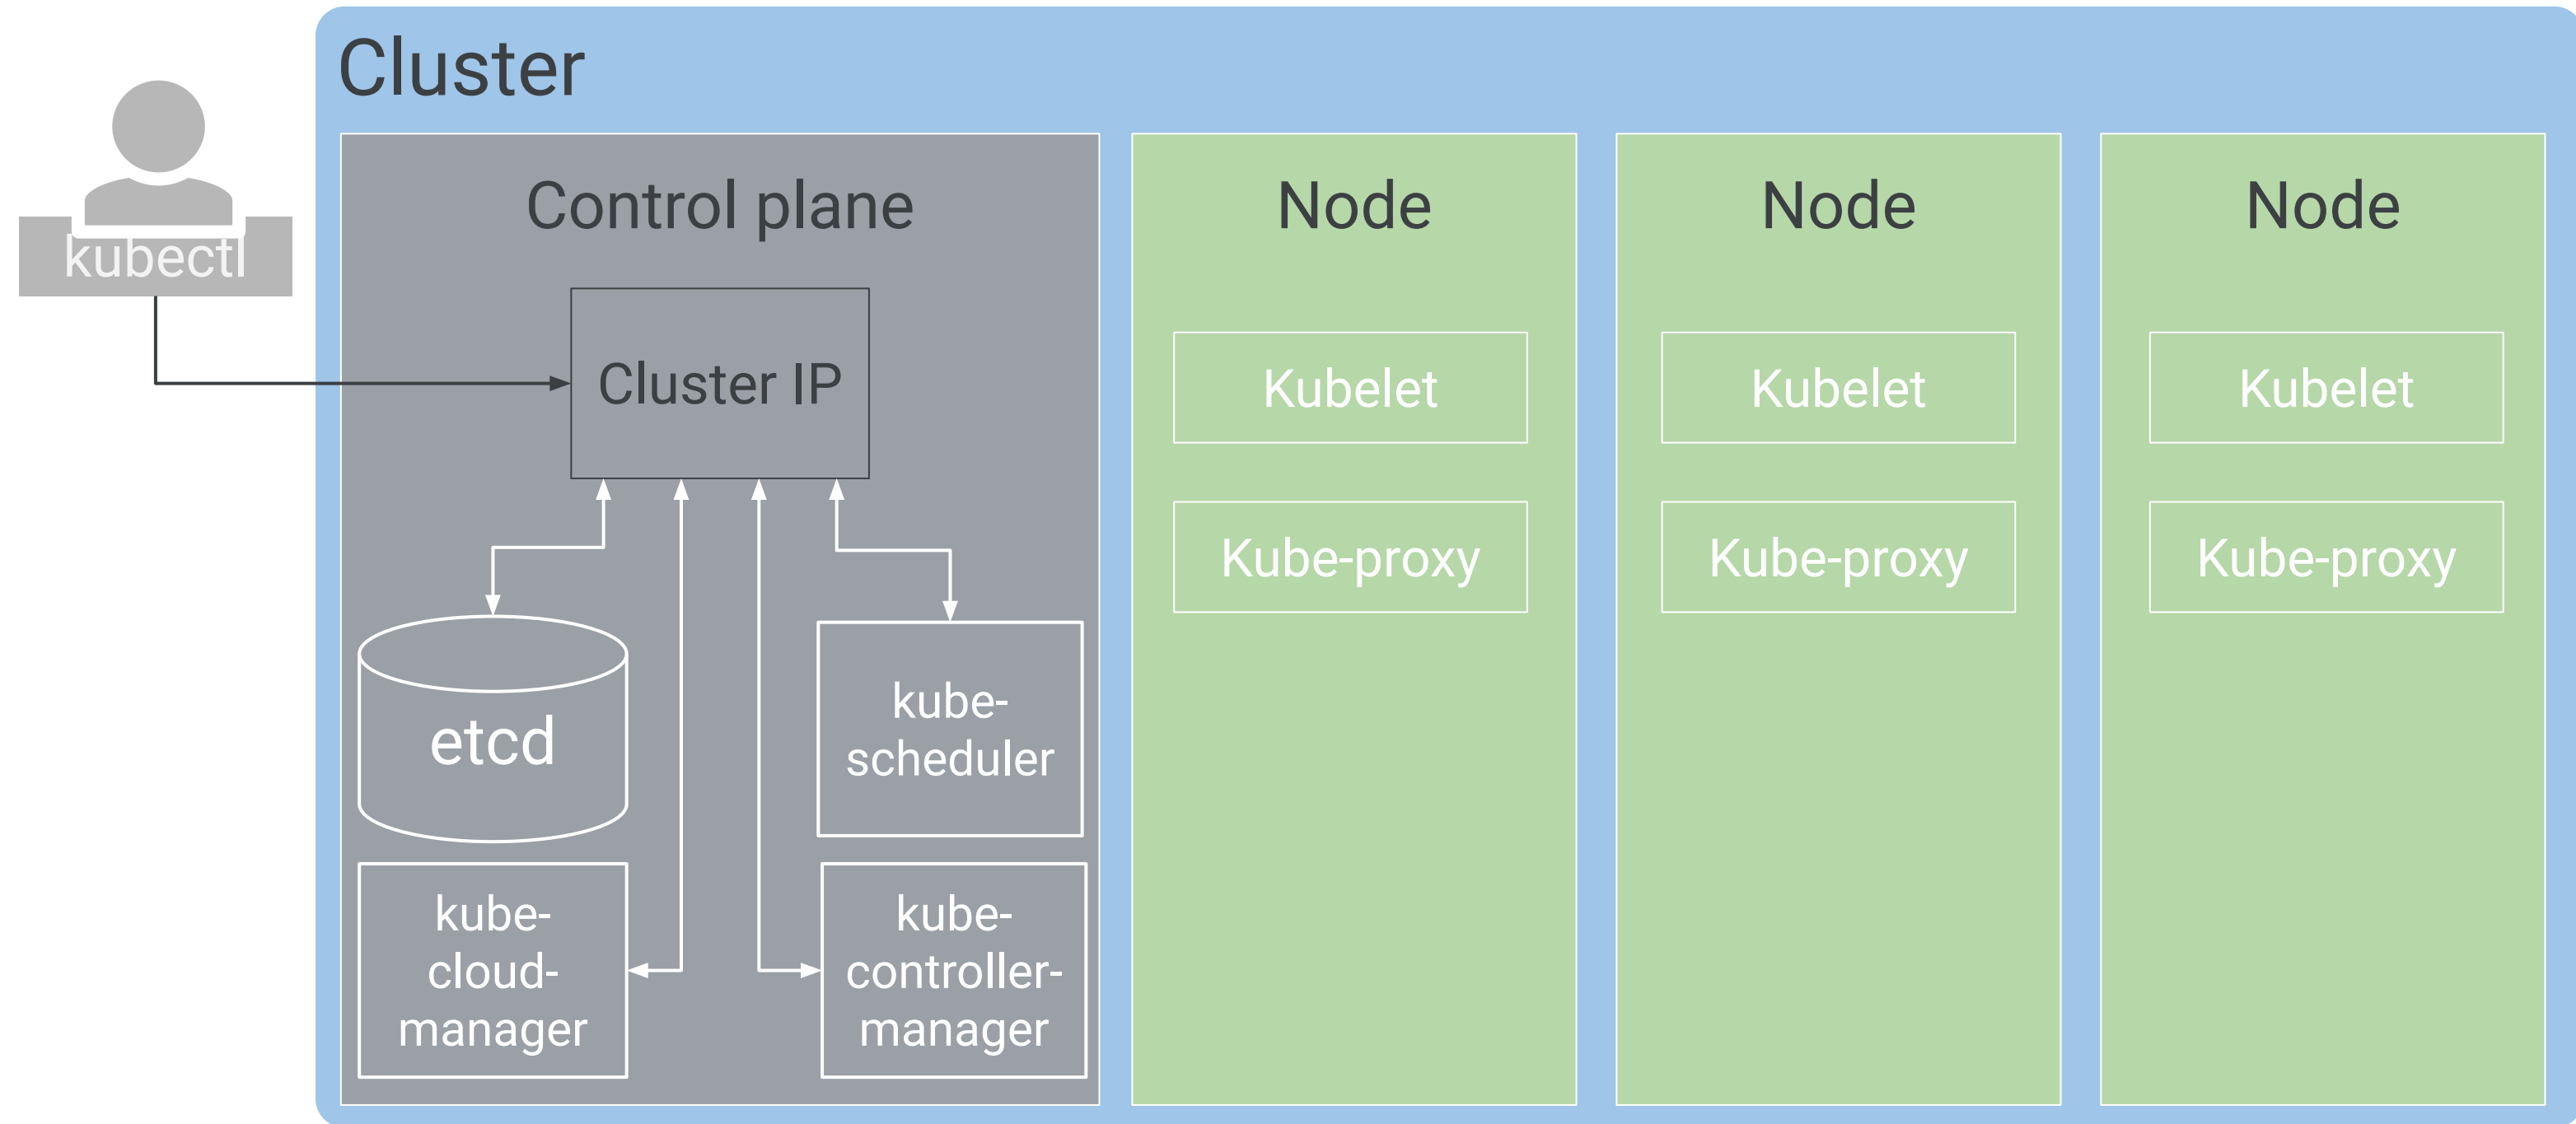 Cluster
kubectl
Control plane
Cluster IP
etcd
kube-
scheduler
kube-
cloud-
manager
kube-
controller-
manager
Node
Kubelet
Kube-proxy
Node
Kubelet
Kube-proxy
Node
Kubelet
Kube-proxy